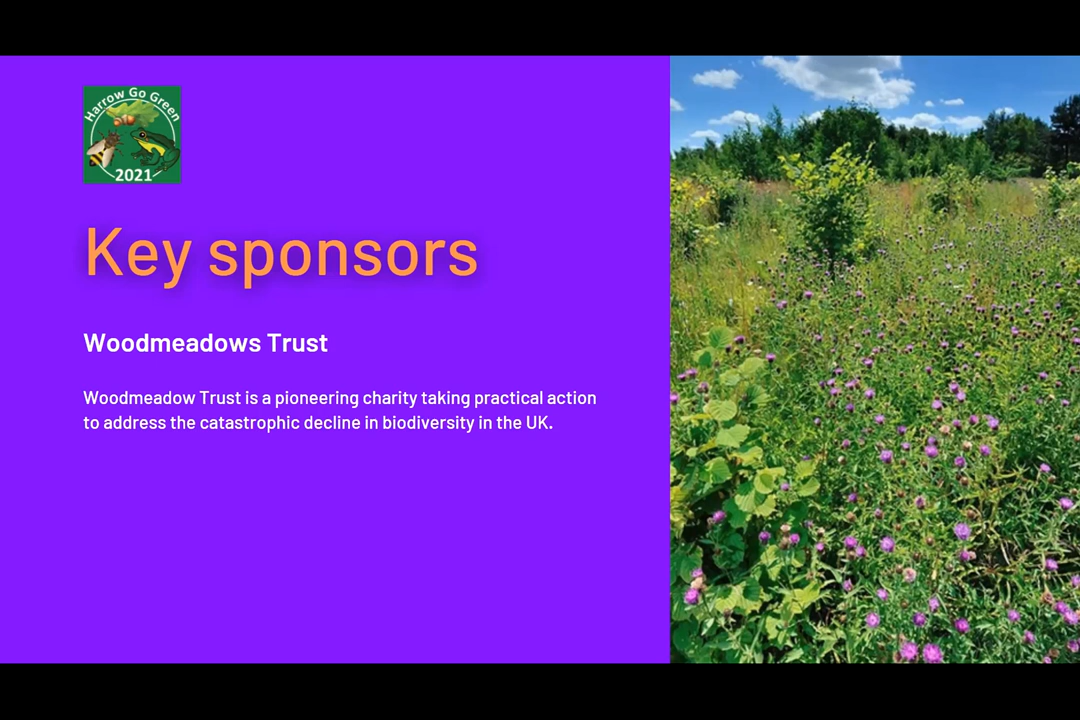 Harrow Go Green
2021
Key sponsors
Woodmeadows Trust
Woodmeadow Trust is a pioneering charity taking practical action
to address the catastrophic decline in biodiversity in the UK.